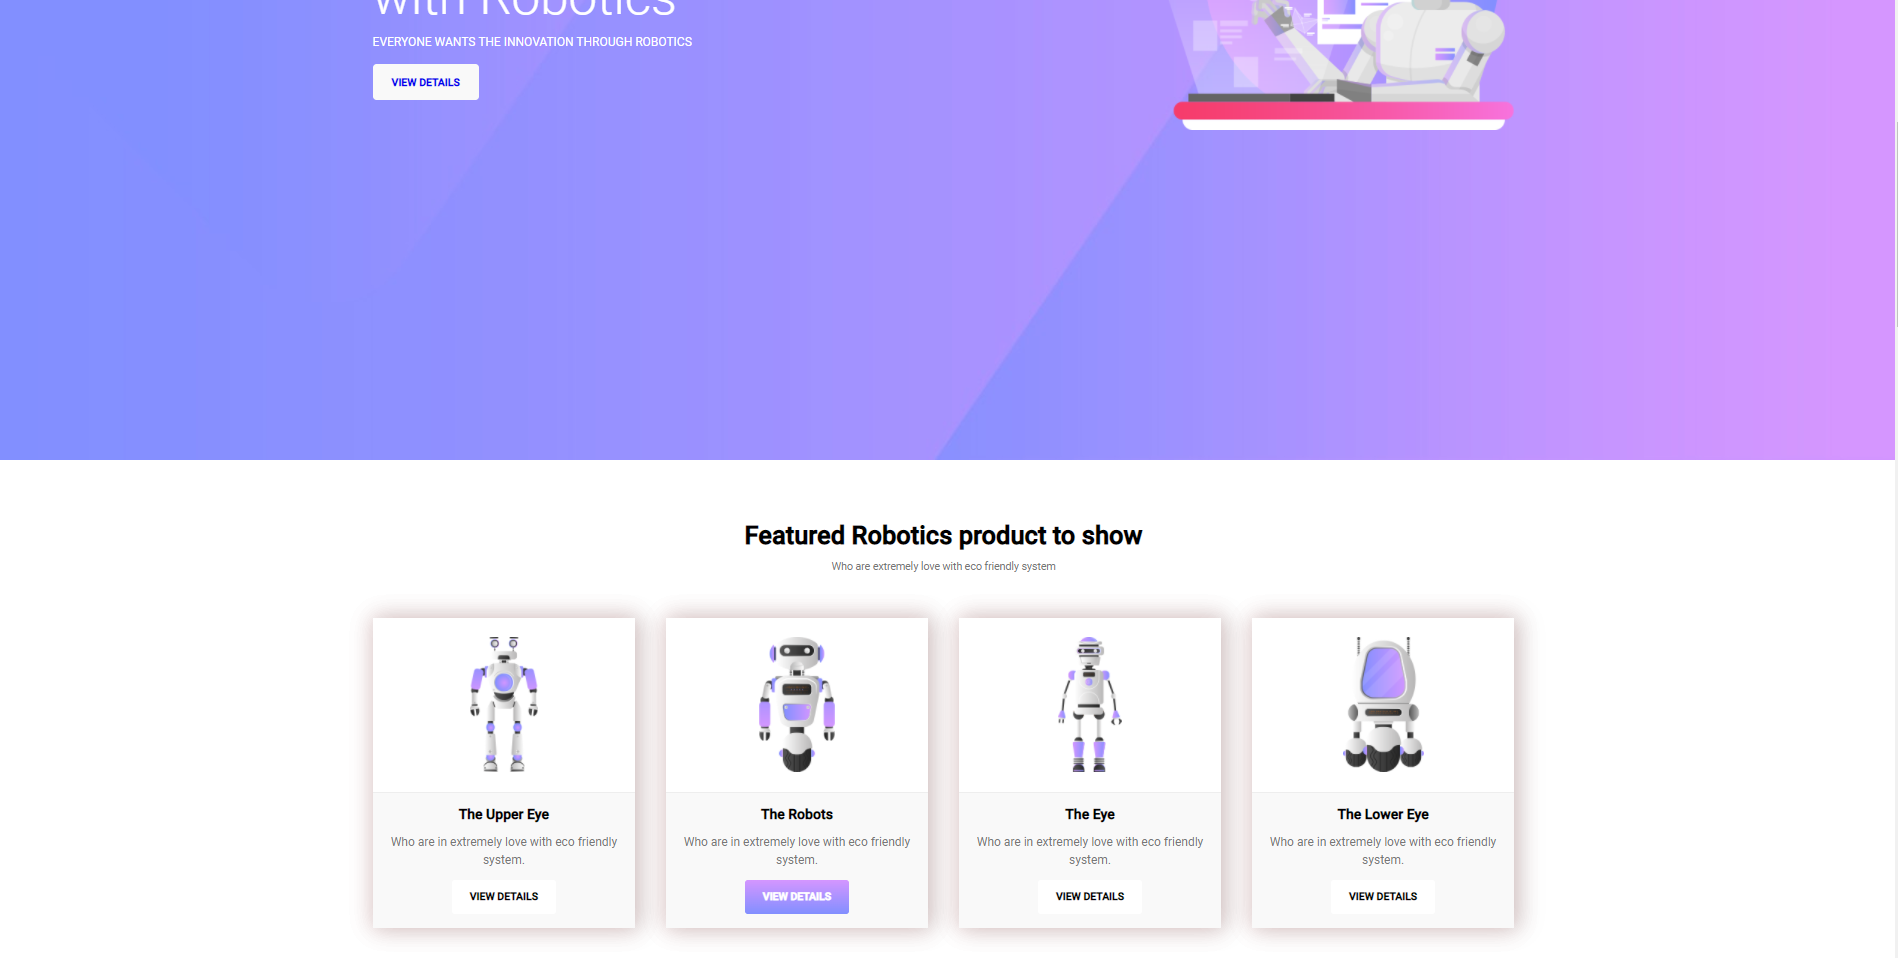 with Robotics
EVERYONE WANTS THE INNOVATION THROUGH ROBOTICS
VIEW DETAILS
Featured Robotics product to show
Who are extremely love with eco friendly system
The Upper Eye
Who are in extremely love with eco friendly
system.
VIEW DETAILS
The Robots
Who are in extremely love with eco friendly
system.
VIEW DETAILS
The Eye
Who are in extremely love with eco friendly
system.
VIEW DETAILS
The Lower Eye
Who are in extremely love with eco friendly
system.
VIEW DETAILS